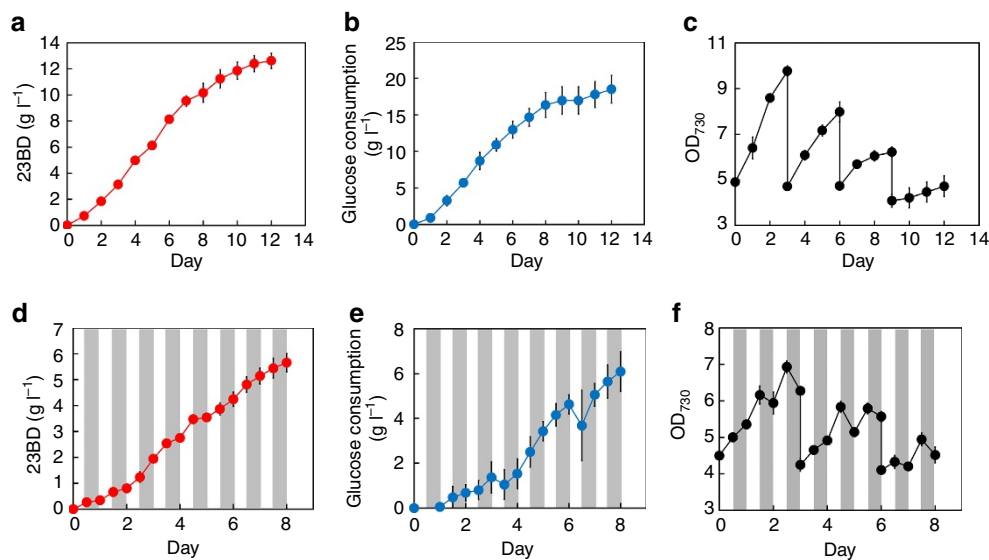 a
14
12
10
8
6
4
2
0
23BD (g l⁻¹)
0 2 4 6 8 10 12 14
Day
b
25
20
15
10
5
0
Glucose consumption
(g l⁻¹)
0 2 4 6 8 10 12 14
Day
c
11
9
7
5
3
OD₇₃₀
0 2 4 6 8 10 12 14
Day
d
7
6
5
4
3
2
1
0
23BD (g l⁻¹)
0 2 4 6 8
Day
e
8
6
4
2
0
Glucose consumption
(g l⁻¹)
0 2 4 6 8
Day
f
8
7
6
5
4
3
OD₇₃₀
0 2 4 6 8
Day